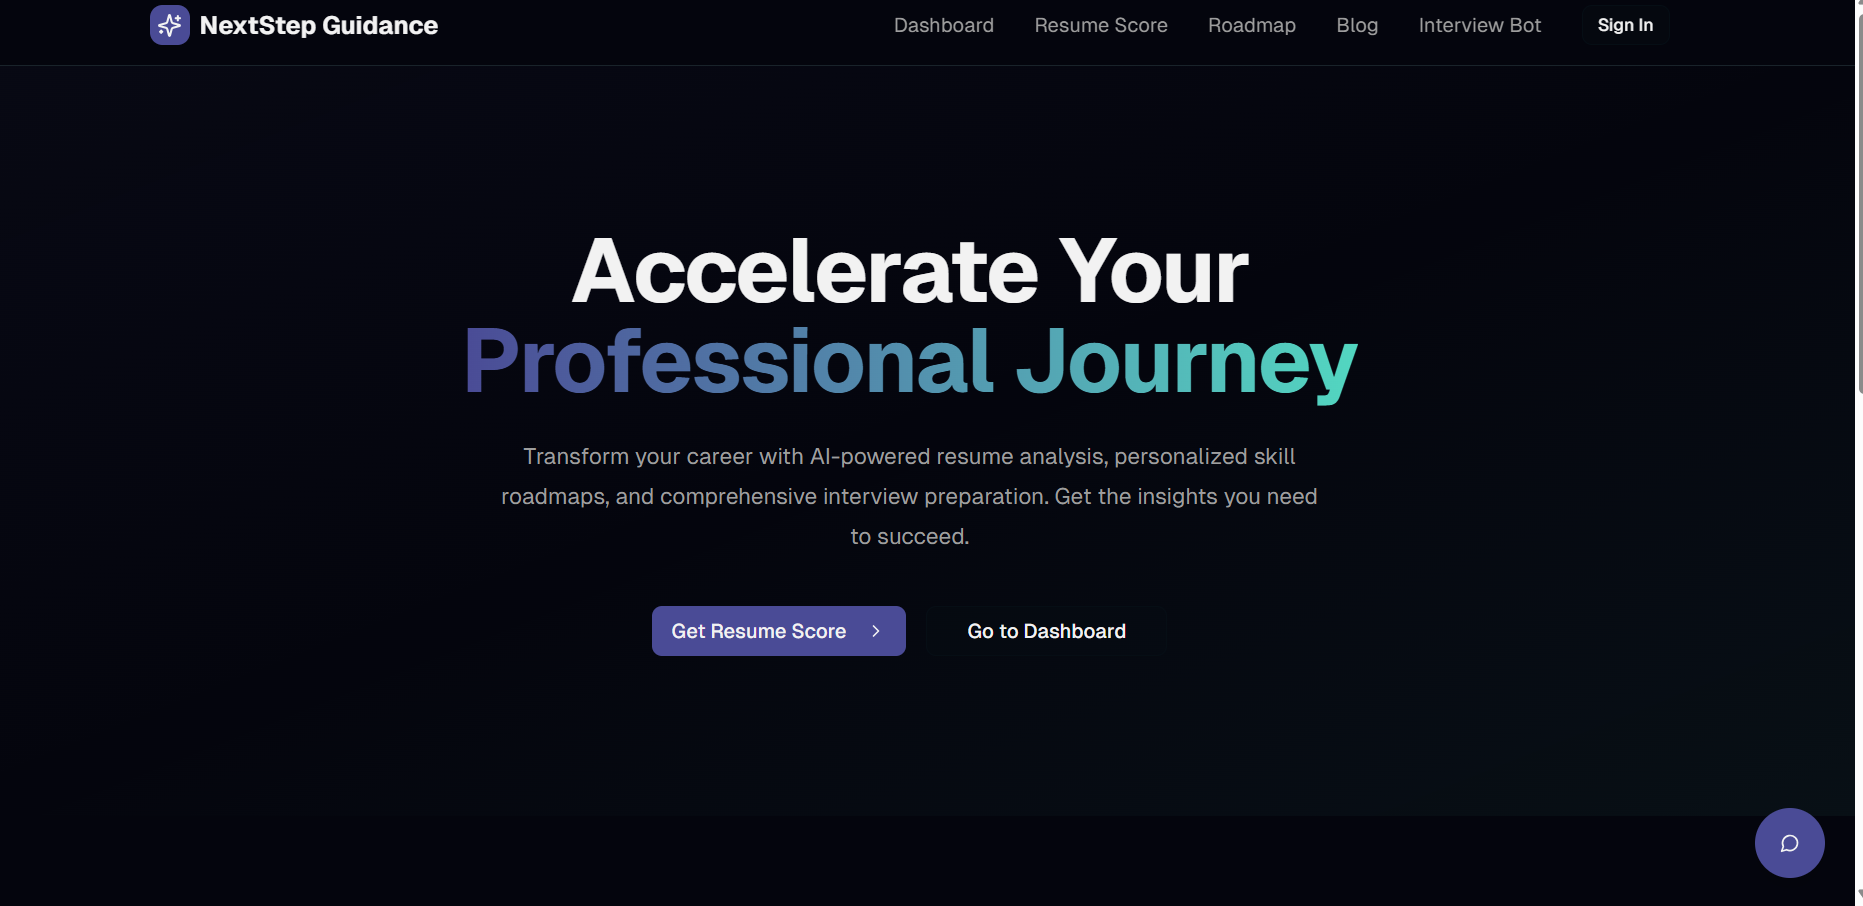 NextStep Guidance
Dashboard
Resume Score
Roadmap
Blog
Interview Bot
Sign In
Accelerate Your
Professional Journey
Transform your career with AI-powered resume analysis, personalized skill
roadmaps, and comprehensive interview preparation. Get the insights you need
to succeed.
Get Resume Score
Go to Dashboard